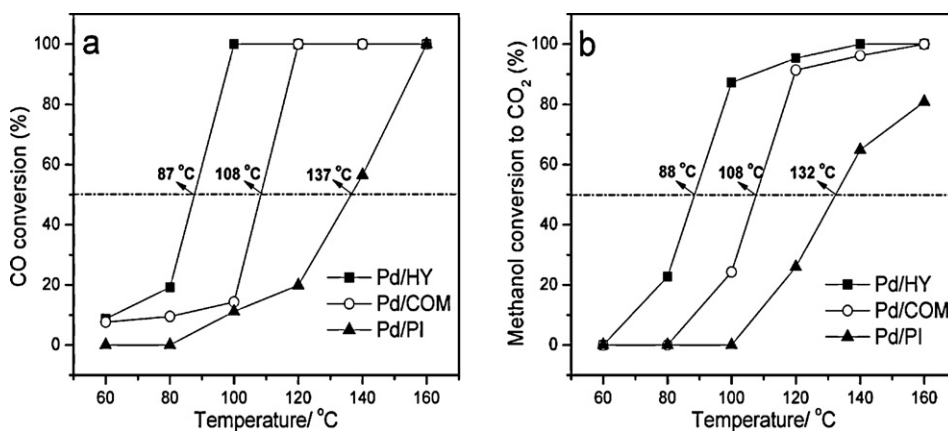 a
CO conversion (%)
100
80
60
40
20
0
87 °C
108 °C
137 °C
Pd/HY
Pd/COM
Pd/PI
60 80 100 120 140 160
Temperature/ °C
b
Methanol conversion to CO₂ (%)
100
80
60
40
20
0
88 °C
108 °C
132 °C
Pd/HY
Pd/COM
Pd/PI
60 80 100 120 140 160
Temperature/ °C